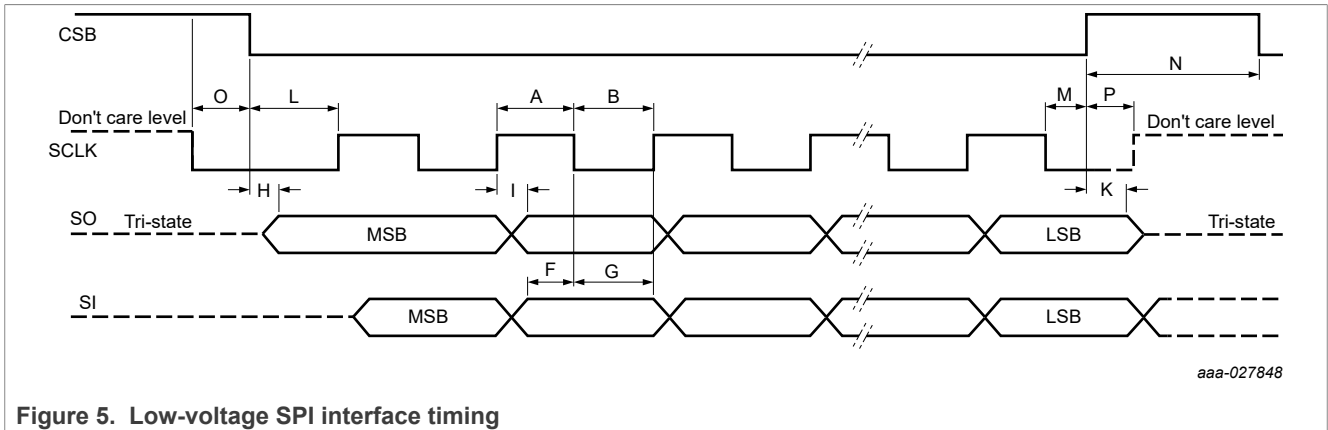 CSB
N
O L A B M P
Don't care level Don't care level
SCLK
H I K
SO Tri-state MSB LSB Tri-state
F G
SI MSB LSB
aaa-027848
Figure 5. Low-voltage SPI interface timing